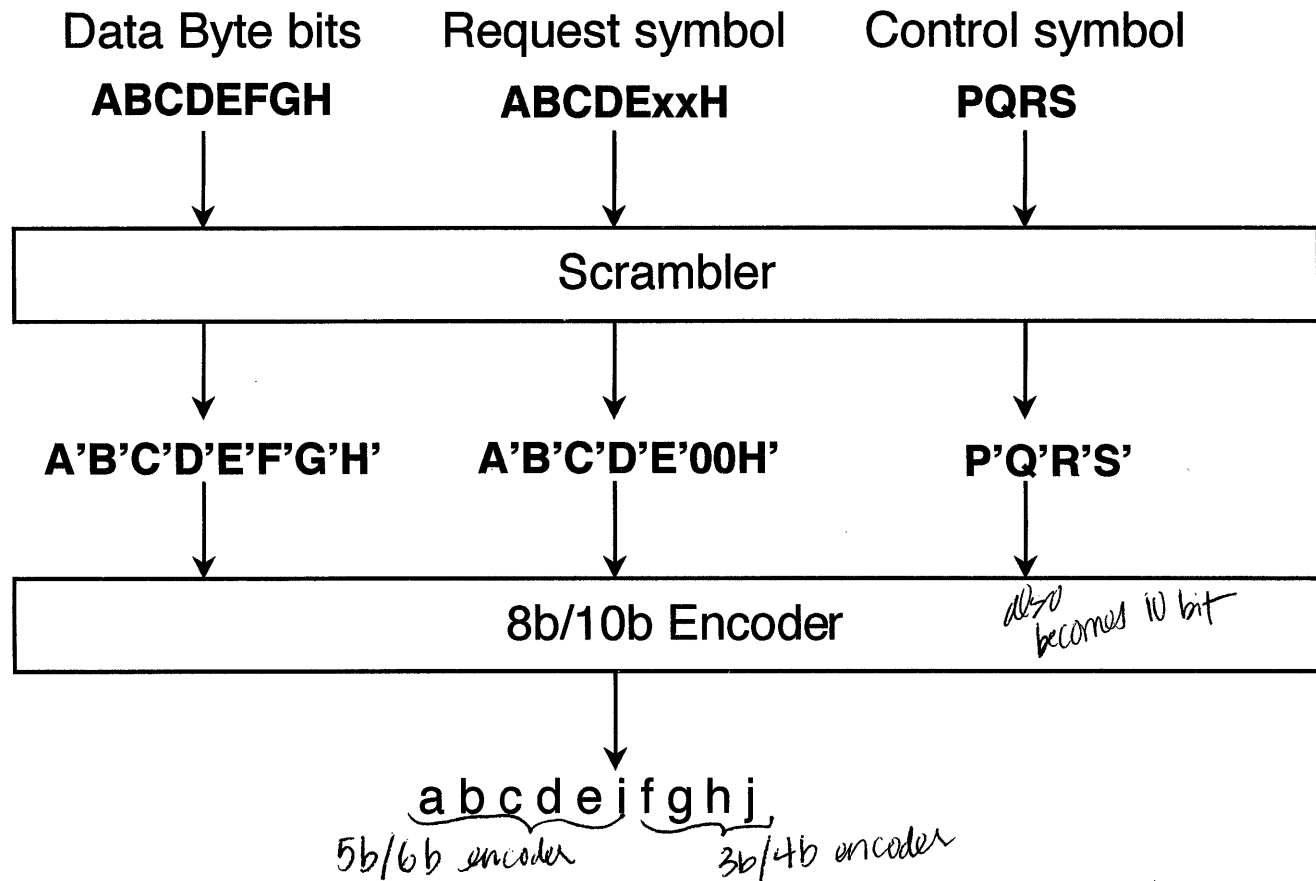 Data Byte bits Request symbol Control symbol
ABCDEFGH ABCDExxH PQRS
Scrambler
A’B’C’D’E’F’G’H’ A’B’C’D’E’00H’ P’Q’R’S’
8b/10b Encoder
also
becomes 10 bit
a b c d e i f g h j
5b/6b encoder 3b/4b encoder